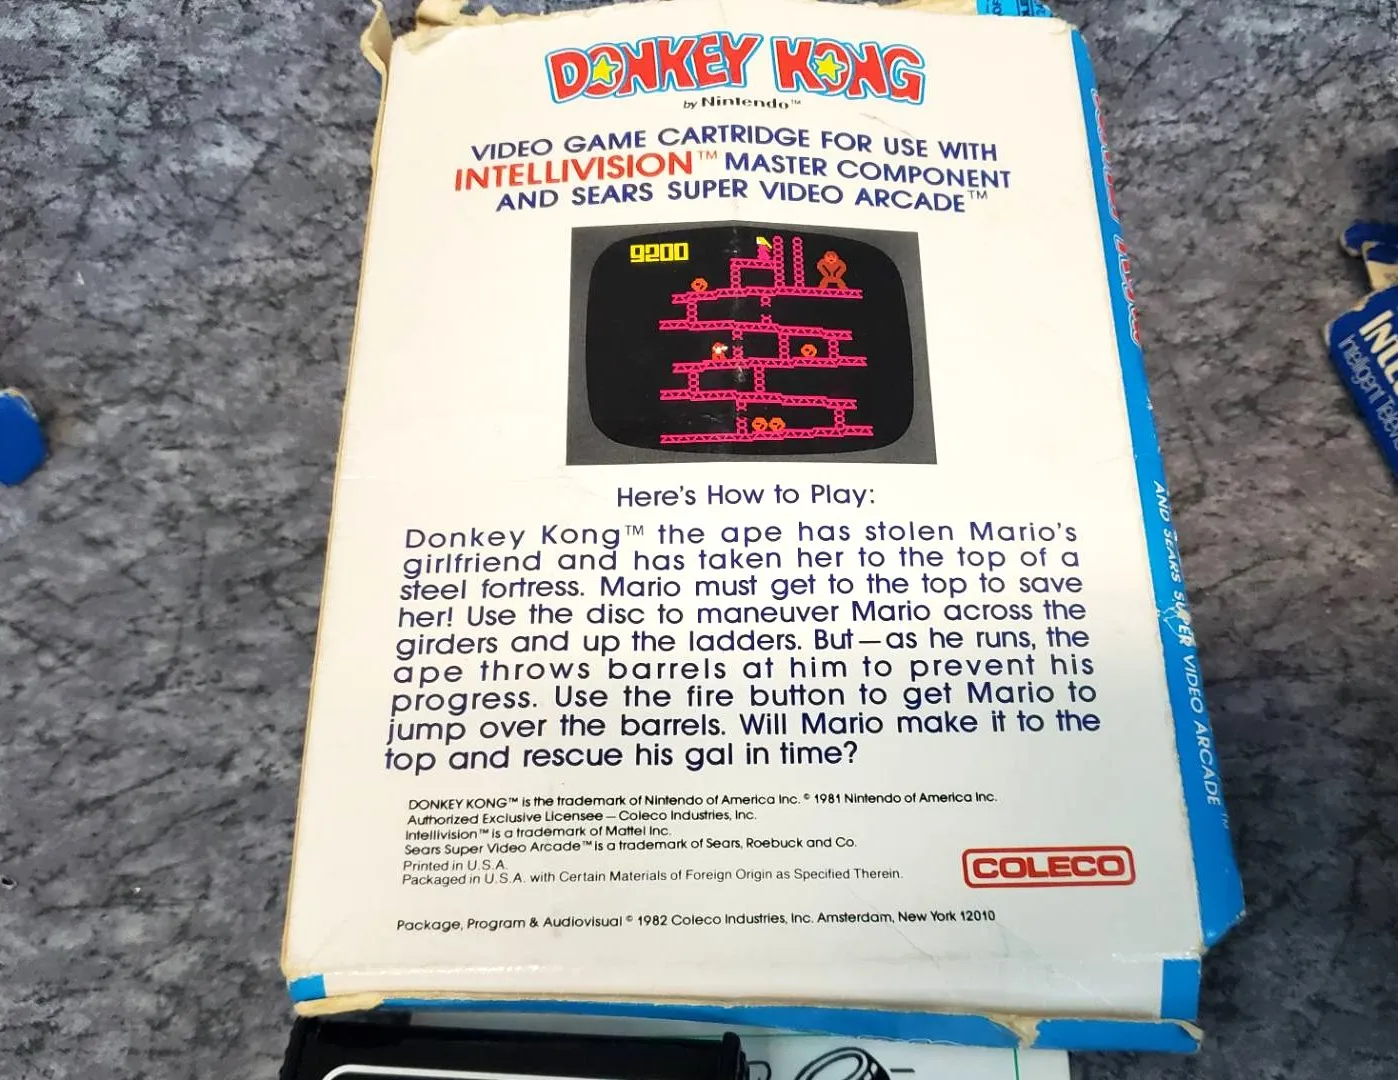 DONKEY KONG
by Nintendo™
VIDEO GAME CARTRIDGE FOR USE WITH
INTELLIVISION™ MASTER COMPONENT
AND SEARS SUPER VIDEO ARCADE™
9200
Here's How to Play:
Donkey Kong™ the ape has stolen Mario's
girlfriend and has taken her to the top of a
steel fortress. Mario must get to the top to save
her! Use the disc to maneuver Mario across the
girders and up the ladders. But—as he runs, the
ape throws barrels at him to prevent his
progress. Use the fire button to get Mario to
jump over the barrels. Will Mario make it to the
top and rescue his gal in time?
DONKEY KONG™ is the trademark of Nintendo of America Inc. © 1981 Nintendo of America Inc.
Authorized Exclusive Licensee—Coleco Industries, Inc.
Intellivision™ is a trademark of Mattel Inc.
Sears Super Video Arcade™ is a trademark of Sears, Roebuck and Co.
Printed in U.S.A.
Packaged in U.S.A. with Certain Materials of Foreign Origin as Specified Therein.
COLECO
Package, Program & Audiovisual © 1982 Coleco Industries, Inc. Amsterdam, New York 12010
AND SEARS SUPER VIDEO ARCADE™